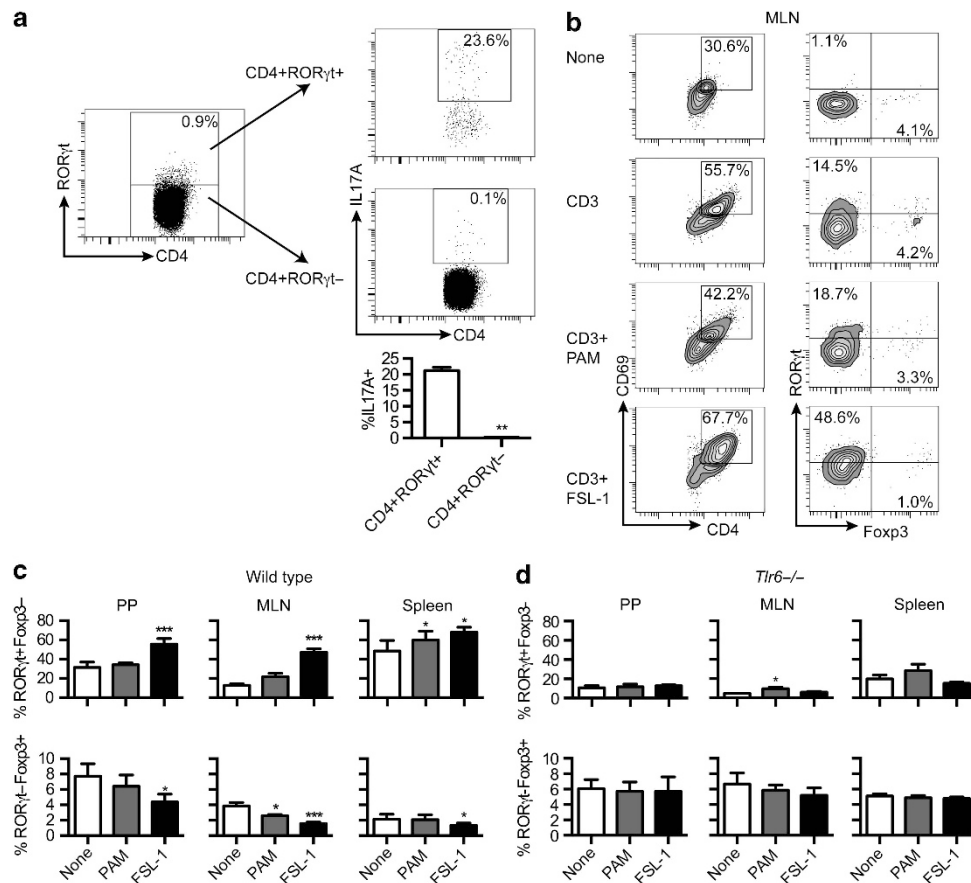 a
CD4+RORγt+
CD4+RORγt–
0.9%
RORγt
CD4
23.6%
IL17A
0.1%
CD4
25
20
15
10
5
0
%IL17A+
**
CD4+RORγt+
CD4+RORγt–
b
MLN
None
30.6%
1.1%
4.1%
CD3
55.7%
14.5%
4.2%
CD3+
PAM
42.2%
18.7%
3.3%
CD69
RORγt
CD3+
FSL-1
67.7%
48.6%
1.0%
CD4
Foxp3
c
Wild type
PP
MLN
Spleen
% RORγt+Foxp3–
80
60
40
20
0
***
***
*
*
% RORγt–Foxp3+
10
8
6
4
2
0
*
*
***
*
None
PAM
FSL-1
None
PAM
FSL-1
None
PAM
FSL-1
d
Tlr6–/–
PP
MLN
Spleen
% RORγt+Foxp3–
80
60
40
20
0
*
% RORγt-Foxp3+
10
8
6
4
2
0
None
PAM
FSL-1
None
PAM
FSL-1
None
PAM
FSL-1